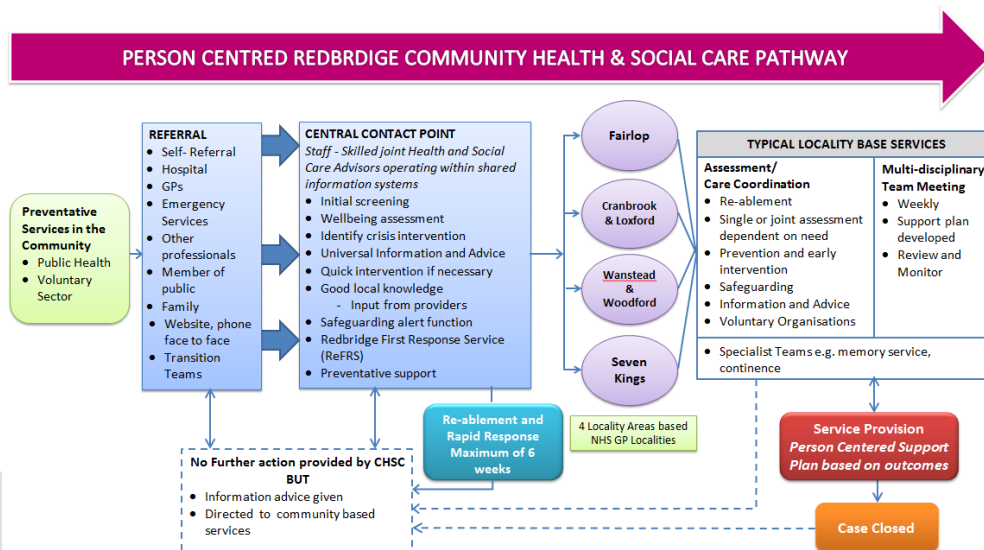 PERSON CENTRED REDBRDIGE COMMUNITY HEALTH & SOCIAL CARE PATHWAY
Preventative
Services in the
Community
• Public Health
• Voluntary
Sector
REFERRAL
• Self- Referral
• Hospital
• GPs
• Emergency
Services
• Other
professionals
• Member of
public
• Family
• Website, phone
face to face
• Transition
Teams
CENTRAL CONTACT POINT
Staff - Skilled joint Health and Social
Care Advisors operating within shared
information systems
• Initial screening
• Wellbeing assessment
• Identify crisis intervention
• Universal Information and Advice
• Quick intervention if necessary
• Good local knowledge
- Input from providers
• Safeguarding alert function
• Redbridge First Response Service
(ReFRS)
• Preventative support
Fairlop
Cranbrook
& Loxford
Wanstead
&
Woodford
Seven
Kings
TYPICAL LOCALITY BASE SERVICES
Assessment/
Care Coordination
• Re-ablement
• Single or joint assessment
dependent on need
• Prevention and early
intervention
• Safeguarding
• Information and Advice
• Voluntary Organisations
Multi-disciplinary
Team Meeting
• Weekly
• Support plan
developed
• Review and
Monitor
• Specialist Teams e.g. memory service,
continence
Re-ablement and
Rapid Response
Maximum of 6
weeks
4 Locality Areas based
NHS GP Localities
Service Provision
Person Centered Support
Plan based on outcomes
No Further action provided by CHSC
BUT
• Information advice given
• Directed to community based
services
Case Closed